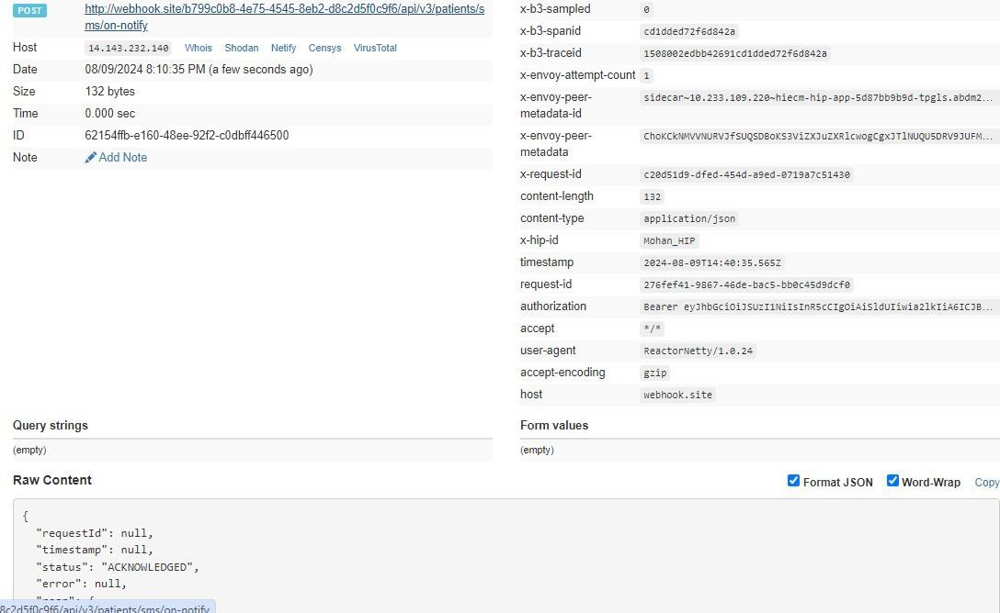 POST http://webhook.site/b799c0b8-4e75-4545-8eb2-d8c2d5f0c9f6/api/v3/patients/s
ms/on-notify
Host 14.143.232.140 Whois Shodan Netify Censys VirusTotal
Date 08/09/2024 8:10:35 PM (a few seconds ago)
Size 132 bytes
Time 0.000 sec
ID 62154ffb-e160-48ee-92f2-c0dbff446500
Note Add Note
x-b3-sampled 0
x-b3-spanid cd1dded72f6d842a
x-b3-traceid 1508002edbb42691cd1dded72f6d842a
x-envoy-attempt-count 1
x-envoy-peer-metadata-id sidecar~10.233.109.220~hiecm-hip-app-5d87bb9b9d-tpgls.abdm2...
x-envoy-peer-metadata ChoKCkNMVVNURVJfSUQSDBoKS3ViZXJuZXRlcwogCgxJTlNUQU5DRV9JUFM...
x-request-id c20d51d9-dfed-454d-a9ed-0719a7c51430
content-length 132
content-type application/json
x-hip-id Mohan_HIP
timestamp 2024-08-09T14:40:35.565Z
request-id 276fef41-9867-46de-bac5-bb0c45d9dcf0
authorization Bearer eyJhbGciOiJSUzI1NiIsInR5cCIgOiAiSldUIiwia2lkIiA6ICJB...
accept */*
user-agent ReactorNetty/1.0.24
accept-encoding gzip
host webhook.site
Query strings
(empty)
Form values
(empty)
Raw Content
Format JSON Word-Wrap Copy
{
"requestId": null,
"timestamp": null,
"status": "ACKNOWLEDGED",
"error": null,
8c2d5f0c9f6/api/v3/patients/sms/on-notify